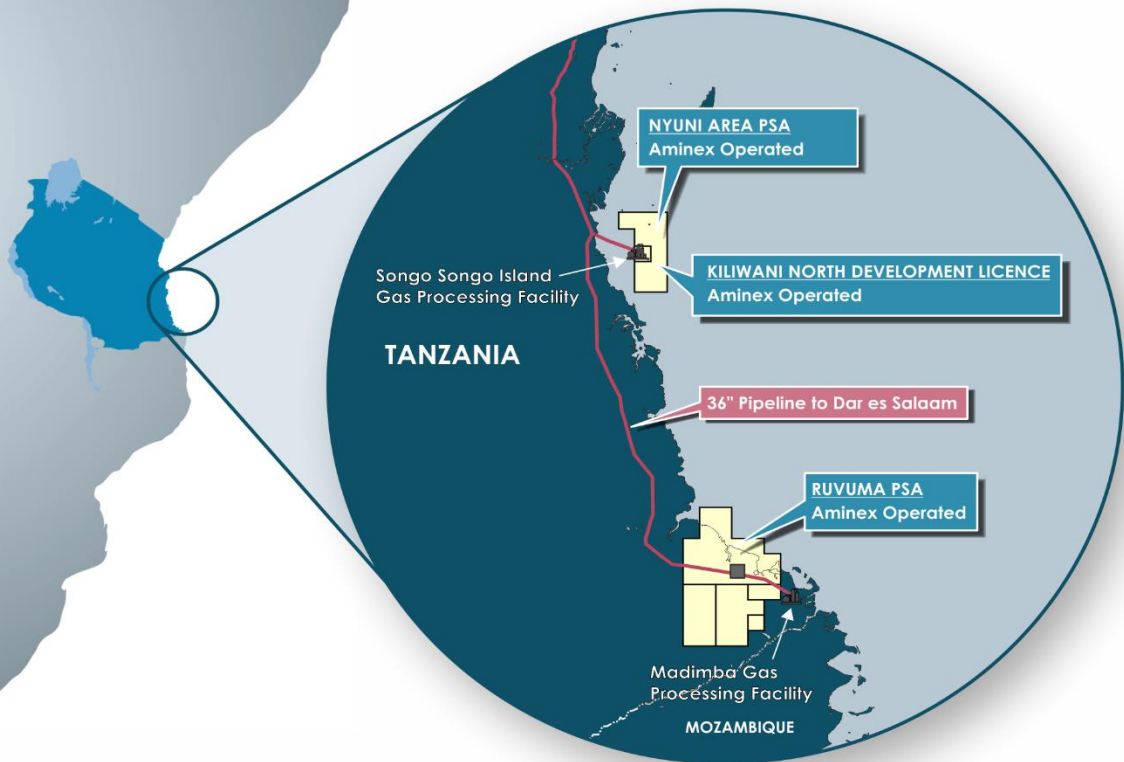 NYUNI AREA PSA
Aminex Operated
KILIWANI NORTH DEVELOPMENT LICENCE
Aminex Operated
Songo Songo Island
Gas Processing Facility
TANZANIA
36" Pipeline to Dar es Salaam
RUVUMA PSA
Aminex Operated
Madimba Gas
Processing Facility
MOZAMBIQUE